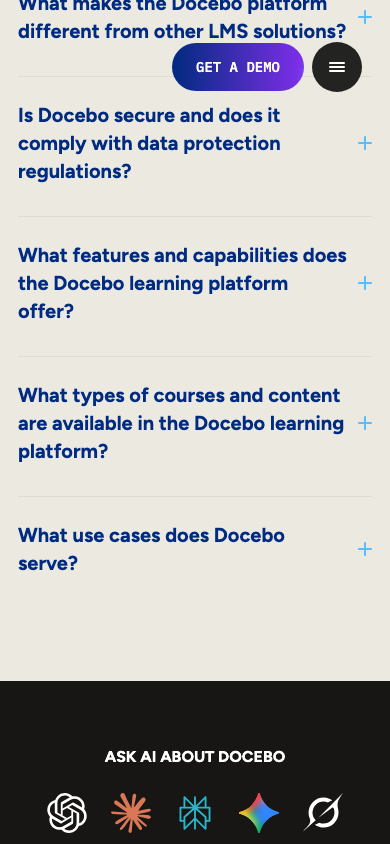 What makes the Docebo platform
different from other LMS solutions?
GET A DEMO
Is Docebo secure and does it
comply with data protection
regulations?
What features and capabilities does
the Docebo learning platform
offer?
What types of courses and content
are available in the Docebo learning
platform?
What use cases does Docebo
serve?
ASK AI ABOUT DOCEBO